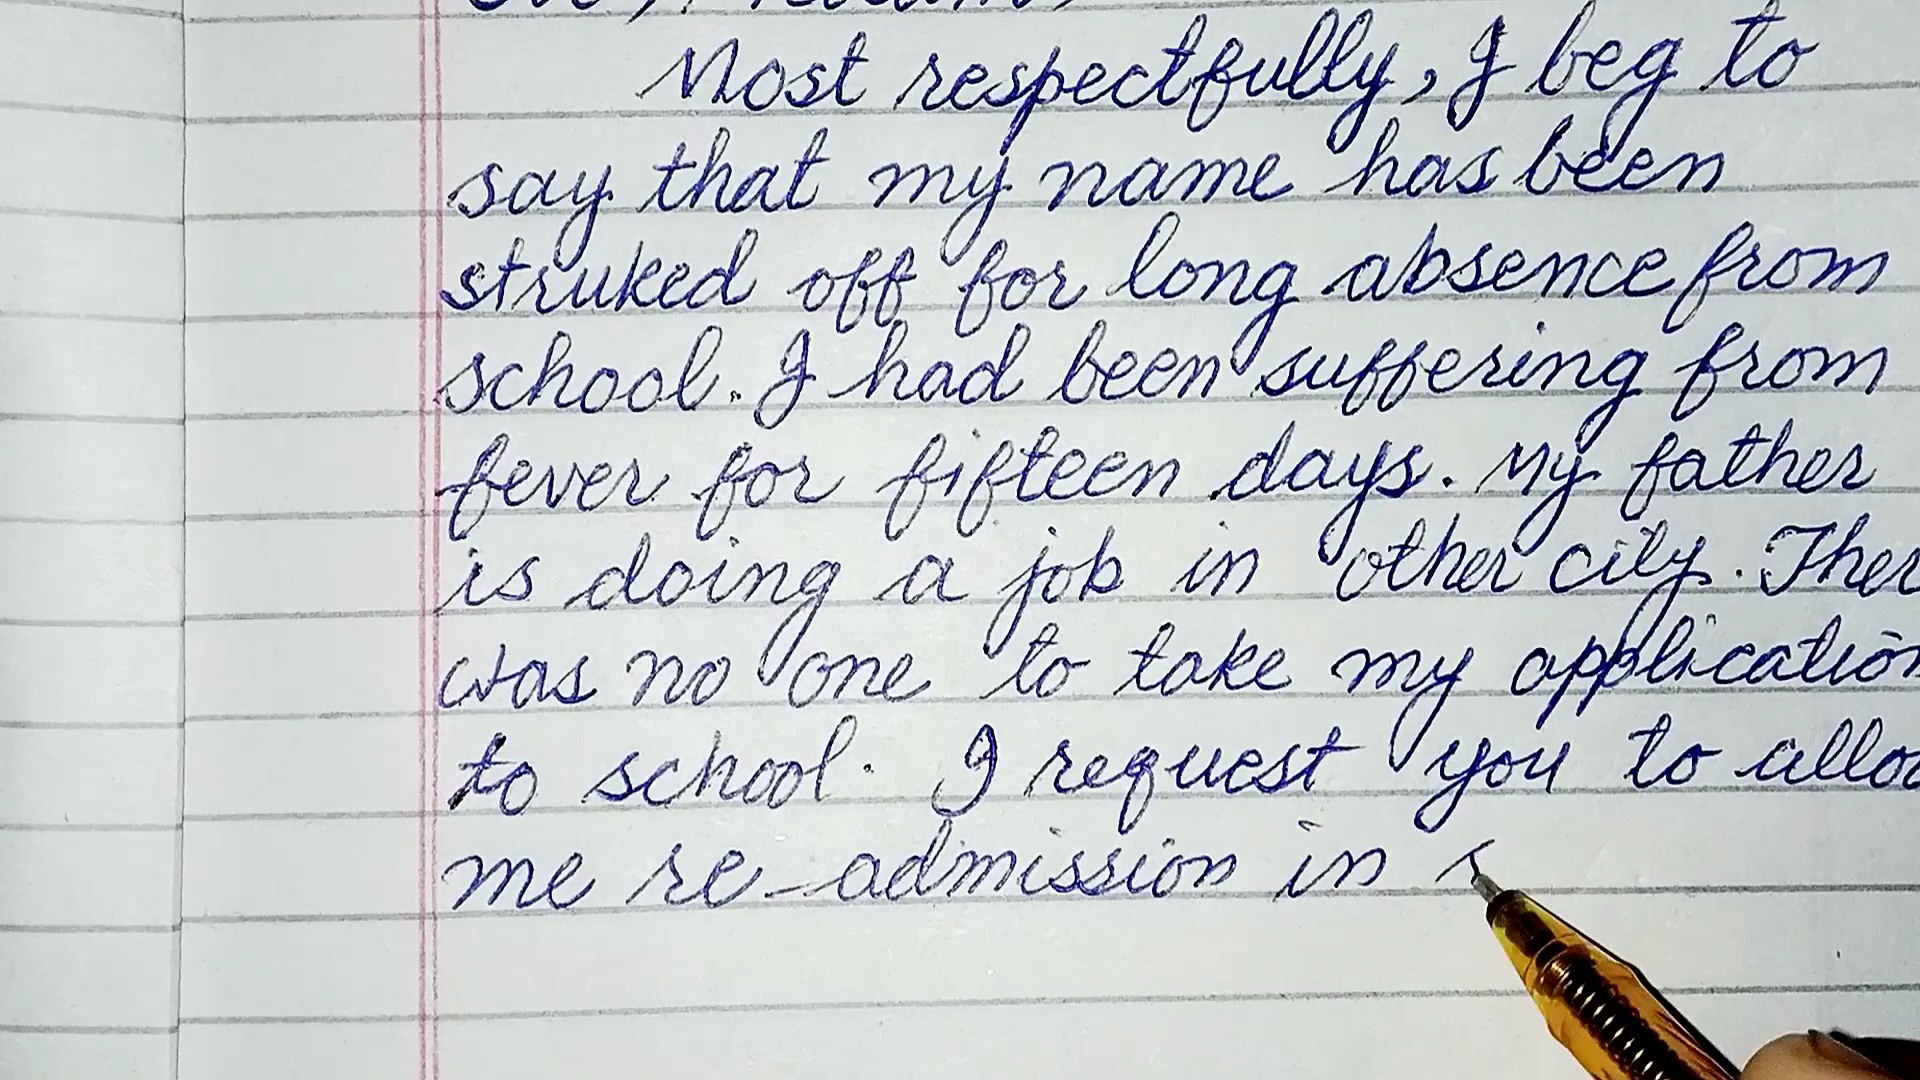 Most respectfully, I beg to
say that my name has been
struked off for long absence from
school. I had been suffering from
fever for fifteen days. My father
is doing a job in other city. Ther
was no one to take my application
to school. I request you to allow
me re-admission in s